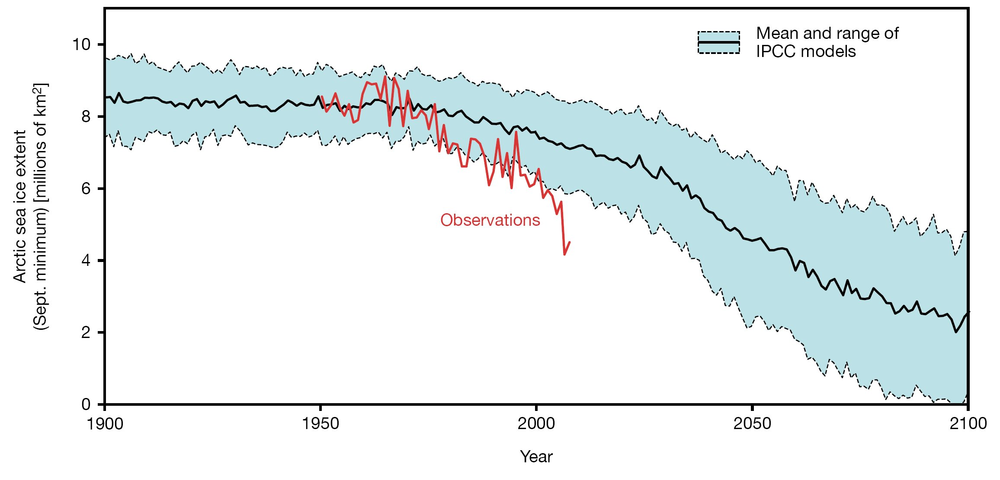 Mean and range of
IPCC models
Arctic sea ice extent
(Sept. minimum) [millions of km²]
10
8
6
4
2
0
Observations
1900
1950
2000
2050
2100
Year